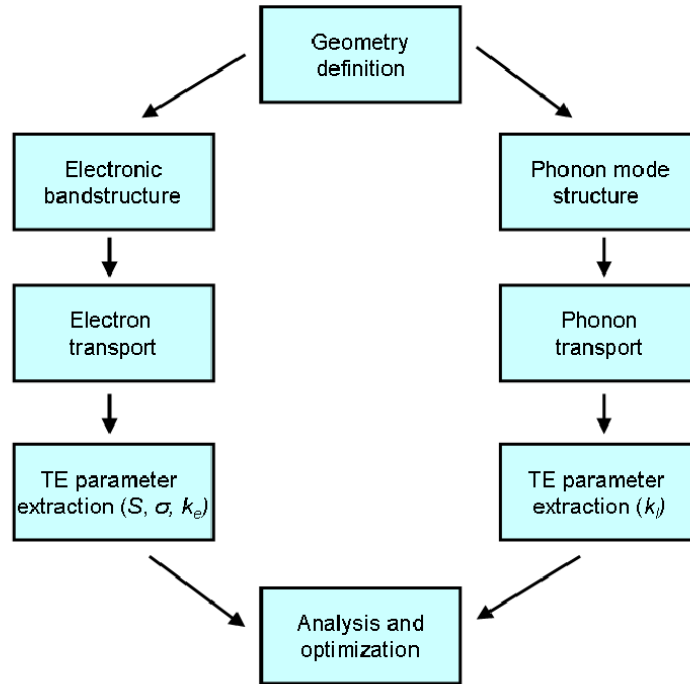 Geometry
definition
Electronic
bandstructure
Phonon mode
structure
Electron
transport
Phonon
transport
TE parameter
extraction (S, σ, kₑ)
TE parameter
extraction (kₗ)
Analysis and
optimization